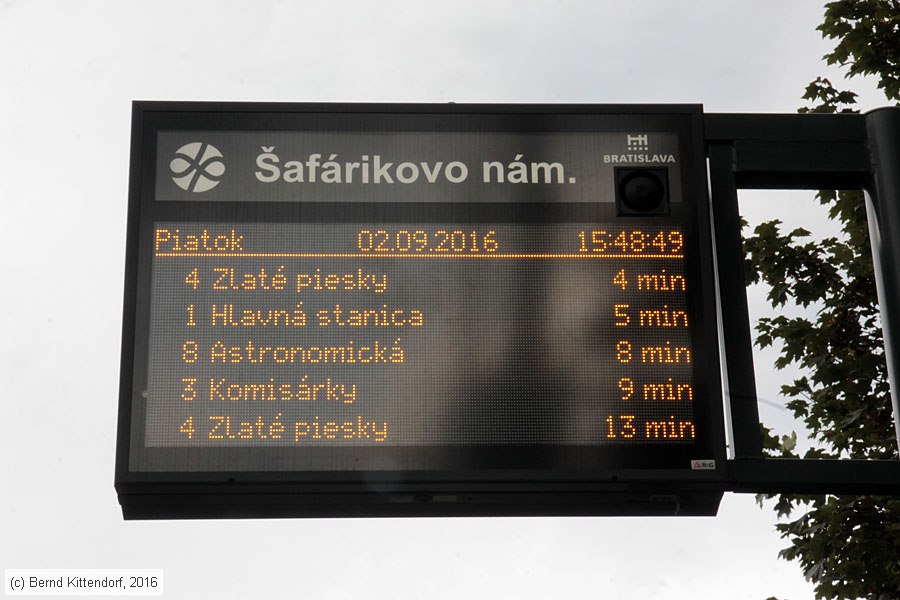 Šafárikovo nám.
BRATISLAVA
Piatok 02.09.2016 15:48:49
4 Zlaté piesky 4 min
1 Hlavná stanica 5 min
8 Astronomická 8 min
3 Komisárky 9 min
4 Zlaté piesky 13 min
(c) Bernd Kittendorf, 2016